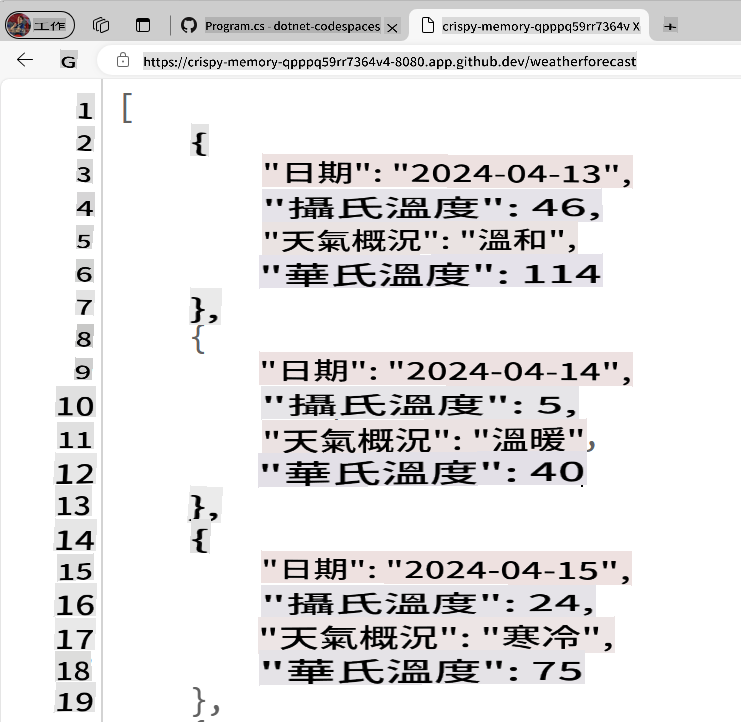 工作 Program.cs - dotnet-codespaces X crispy-memory-qpppq59rr7364v X +
G https://crispy-memory-qpppq59rr7364v4-8080.app.github.dev/weatherforecast
1 [
2 {
3 "日期": "2024-04-13",
4 "攝氏溫度": 46,
5 "天氣概況": "溫和",
6 "華氏溫度": 114
7 },
8 {
9 "日期": "2024-04-14",
10 "攝氏溫度": 5,
11 "天氣概況": "溫暖",
12 "華氏溫度": 40
13 },
14 {
15 "日期": "2024-04-15",
16 "攝氏溫度": 24,
17 "天氣概況": "寒冷",
18 "華氏溫度": 75
19 },